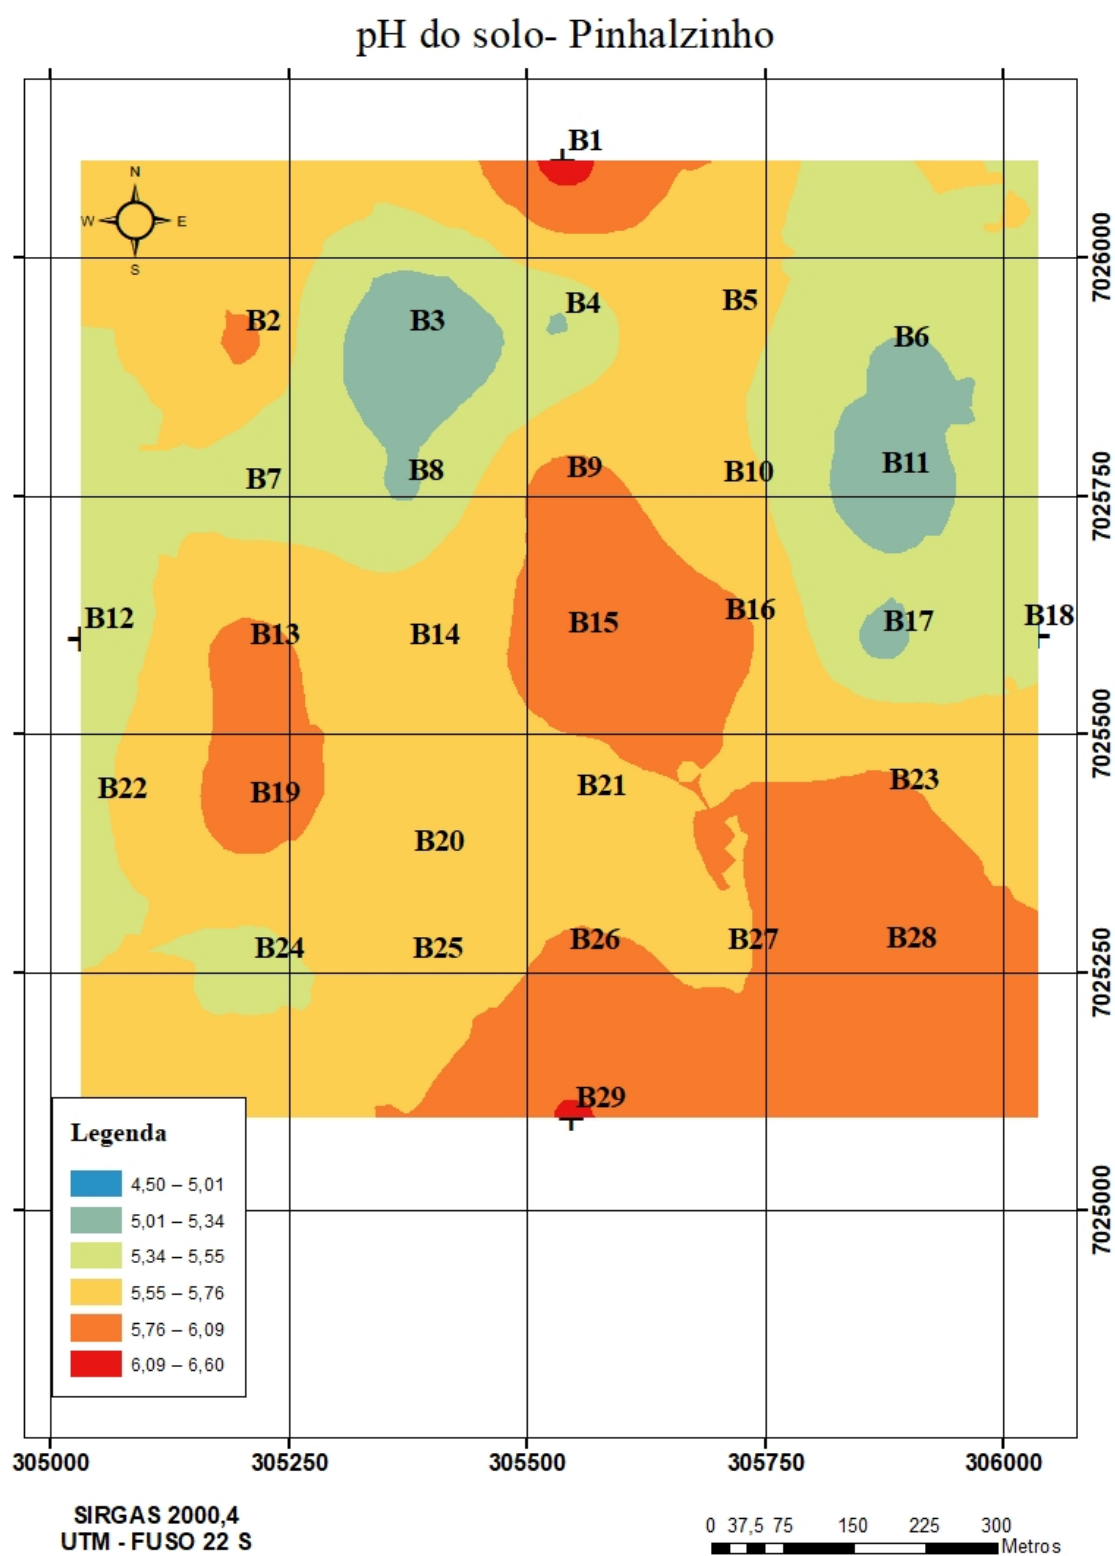 pH do solo- Pinhalzinho
B1
N
W E
S
7026000
B2 B3 B4 B5 B6
B7 B8 B9 B10 B11
7025750
B12 B13 B14 B15 B16 B17 B18
7025500
B22 B19 B20 B21 B23
B24 B25 B26 B27 B28
7025250
B29
Legenda
4,50 – 5,01
5,01 – 5,34
5,34 – 5,55
5,55 – 5,76
5,76 – 6,09
6,09 – 6,60
7025000
305000 305250 305500 305750 306000
SIRGAS 2000,4
UTM - FUSO 22 S
0 37,5 75 150 225 300
Metros